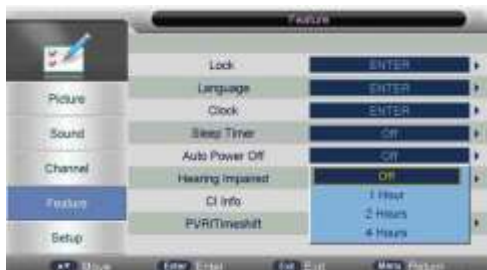 Feature
Lock ENTER
Language ENTER
Clock ENTER
Sleep Timer Off
Auto Power Off Off
Hearing Impaired Off
CI Info 1 Hour
PVR/Timeshift 2 Hours
4 Hours
Picture
Sound
Channel
Feature
Setup
Move Enter Enter Exit Exit Menu Return